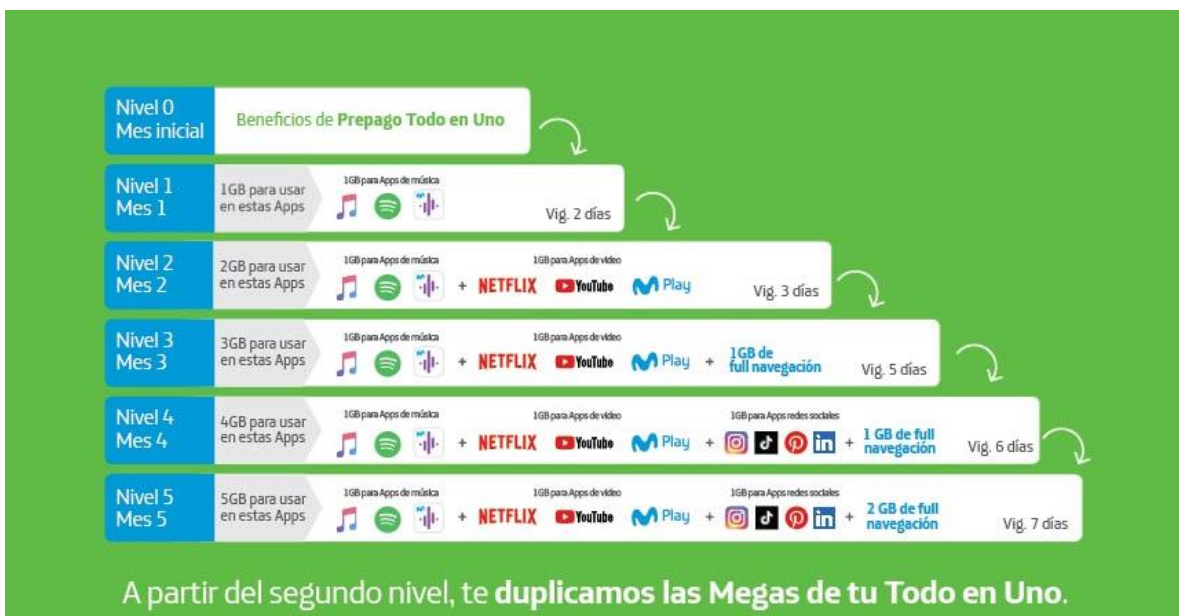 Nivel 0
Mes inicial
Beneficios de Prepago Todo en Uno
Nivel 1
Mes 1
1GB para usar
en estas Apps
1GB para Apps de música
Vig. 2 días
Nivel 2
Mes 2
2GB para usar
en estas Apps
1GB para Apps de música
+
1GB para Apps de video
NETFLIX
YouTube
Play
Vig. 3 días
Nivel 3
Mes 3
3GB para usar
en estas Apps
1GB para Apps de música
+
1GB para Apps de video
NETFLIX
YouTube
Play
+
1GB de
full navegación
Vig. 5 días
Nivel 4
Mes 4
4GB para usar
en estas Apps
1GB para Apps de música
+
1GB para Apps de video
NETFLIX
YouTube
Play
+
1GB para Apps redes sociales
in
+
1 GB de full
navegación
Vig. 6 días
Nivel 5
Mes 5
5GB para usar
en estas Apps
1GB para Apps de música
+
1GB para Apps de video
NETFLIX
YouTube
Play
+
1GB para Apps redes sociales
in
+
2 GB de full
navegación
Vig. 7 días
A partir del segundo nivel, te duplicamos las Megas de tu Todo en Uno.